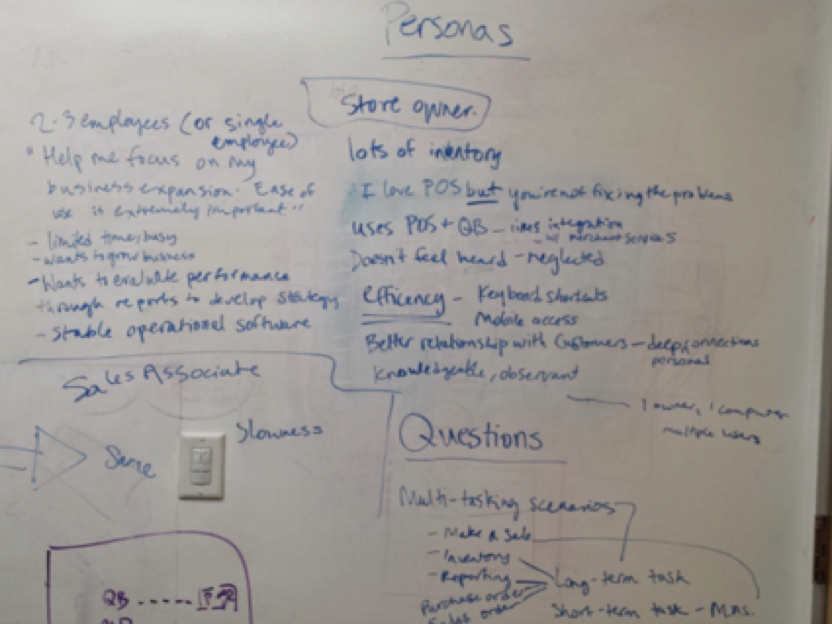 Personas
Store owner.
2-3 employees (or single
employee)
"Help me focus on my
business expansion. Ease of
use is extremely important."
- limited time, busy
- wants to grow business
- Wants to evaluate performance
through reports to develop strategy
- Stable operational software
lots of inventory
I love POS but you're not fixing the problems
uses POS + QB - likes integration
- w/ merchant services
Doesn't feel heard - neglected
Efficency - Keyboard shortcuts
Mobile access
Better relationship with customers - deep connections
personal
Knowledgeable, observant
1 owner, 1 computer
multiple users
Sales Associate
Same
Slowness
QB
Questions
Multi-tasking scenarios
- Make a Sale
- Inventory
- Reporting
Purchase order
Sales order
Long-term task
Short-term task -